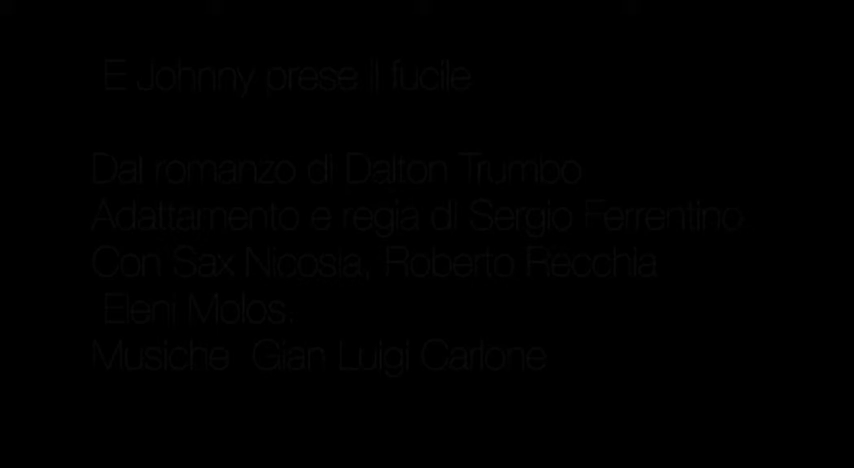 E Johnny prese il fucile
Dal romanzo di Dalton Trumbo
Adattamento e regia di Sergio Ferrentino
Con Sax Nicosia, Roberto Recchia
Eleni Molos.
Musiche Gian Luigi Carlone